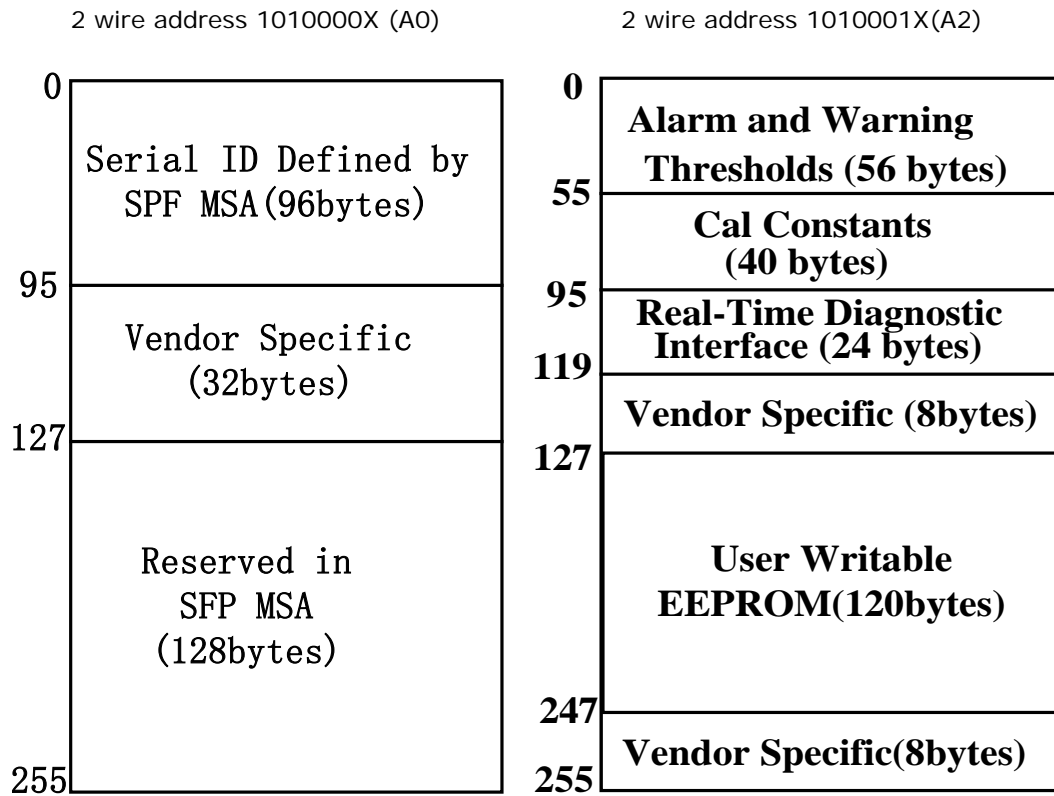 2 wire address 1010000X (A0)
0
Serial ID Defined by
SPF MSA(96bytes)
95
Vendor Specific
(32bytes)
127
Reserved in
SFP MSA
(128bytes)
255
2 wire address 1010001X(A2)
0
Alarm and Warning
Thresholds (56 bytes)
55
Cal Constants
(40 bytes)
95
Real-Time Diagnostic
Interface (24 bytes)
119
Vendor Specific (8bytes)
127
User Writable
EEPROM(120bytes)
247
Vendor Specific(8bytes)
255